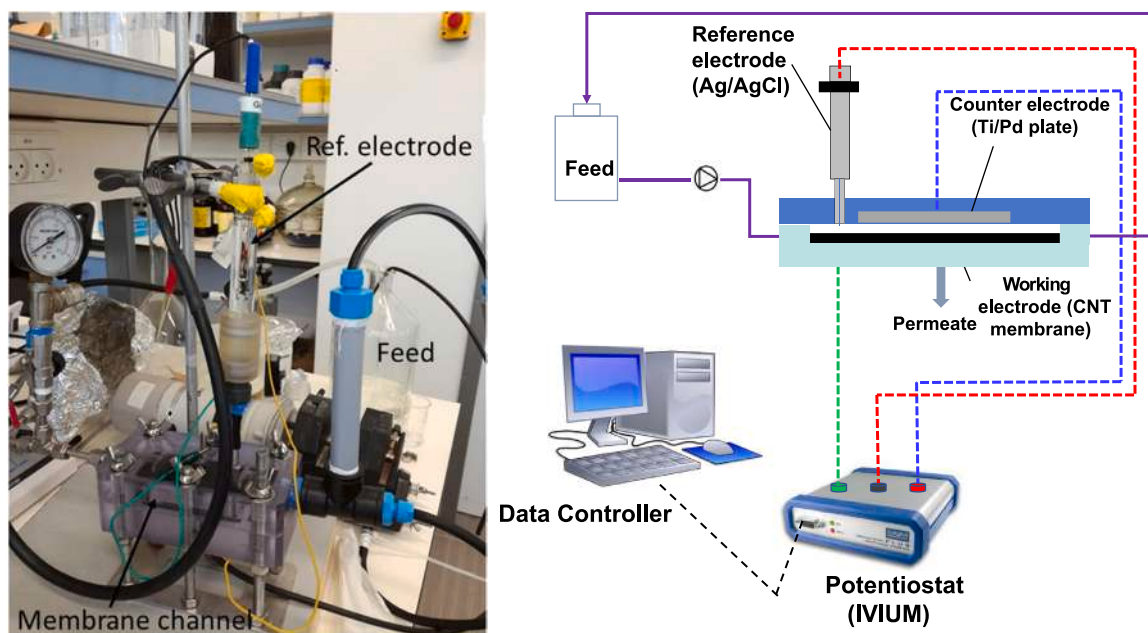 Ref. electrode
Feed
Membrane channel
Reference
electrode
(Ag/AgCl)
Counter electrode
(Ti/Pd plate)
Feed
Working
electrode (CNT
membrane)
Permeate
Data Controller
Potentiostat
(IVIUM)